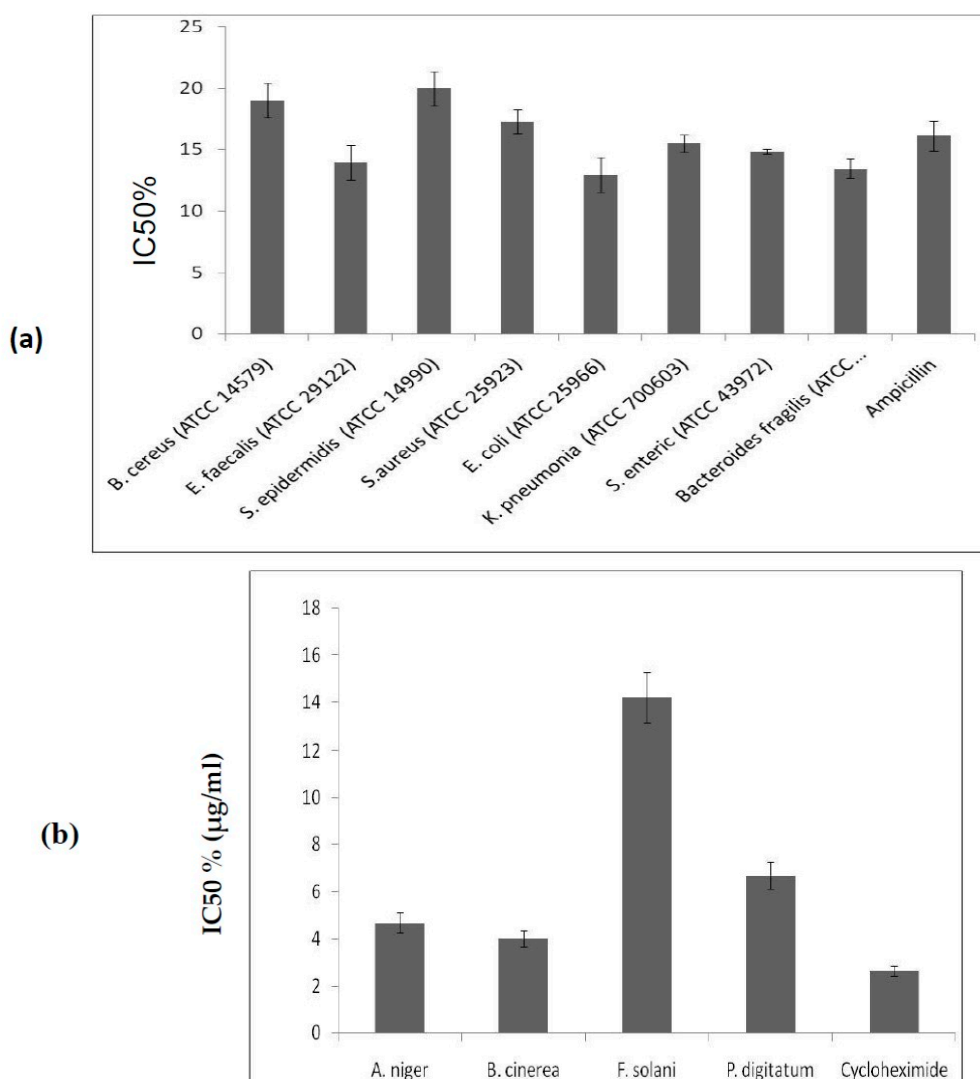 25
20
15
10
5
0
IC50%
(a)
B. cereus (ATCC 14579)
E. faecalis (ATCC 29122)
S. epidermidis (ATCC 14990)
S.aureus (ATCC 25923)
E. coli (ATCC 25966)
K. pneumonia (ATCC 700603)
S. enteric (ATCC 43972)
Bacteroides fragilis (ATCC...
Ampicillin
18
16
14
12
10
8
6
4
2
0
IC50 % (µg/ml)
(b)
A. niger
B. cinerea
F. solani
P. digitatum
Cycloheximide